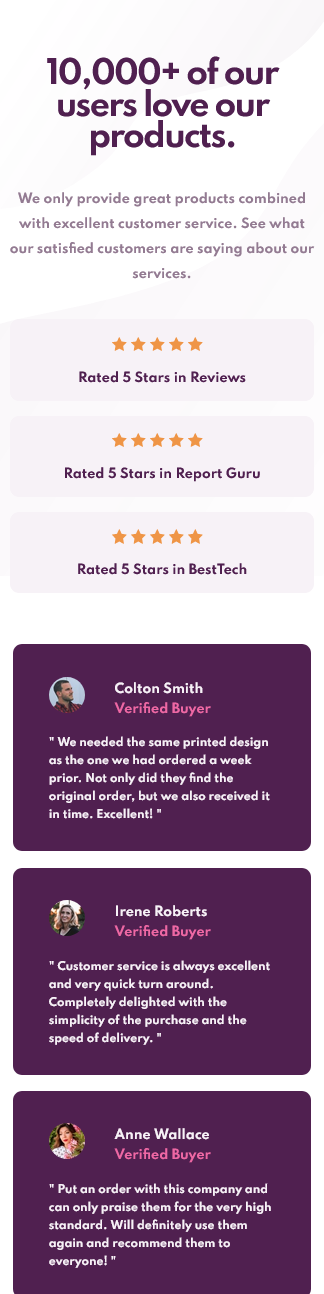 10,000+ of our
users love our
products.
We only provide great products combined
with excellent customer service. See what
our satisfied customers are saying about our
services.
Rated 5 Stars in Reviews
Rated 5 Stars in Report Guru
Rated 5 Stars in BestTech
Colton Smith
Verified Buyer
" We needed the same printed design
as the one we had ordered a week
prior. Not only did they find the
original order, but we also received it
in time. Excellent! "
Irene Roberts
Verified Buyer
" Customer service is always excellent
and very quick turn around.
Completely delighted with the
simplicity of the purchase and the
speed of delivery. "
Anne Wallace
Verified Buyer
" Put an order with this company and
can only praise them for the very high
standard. Will definitely use them
again and recommend them to
everyone! "